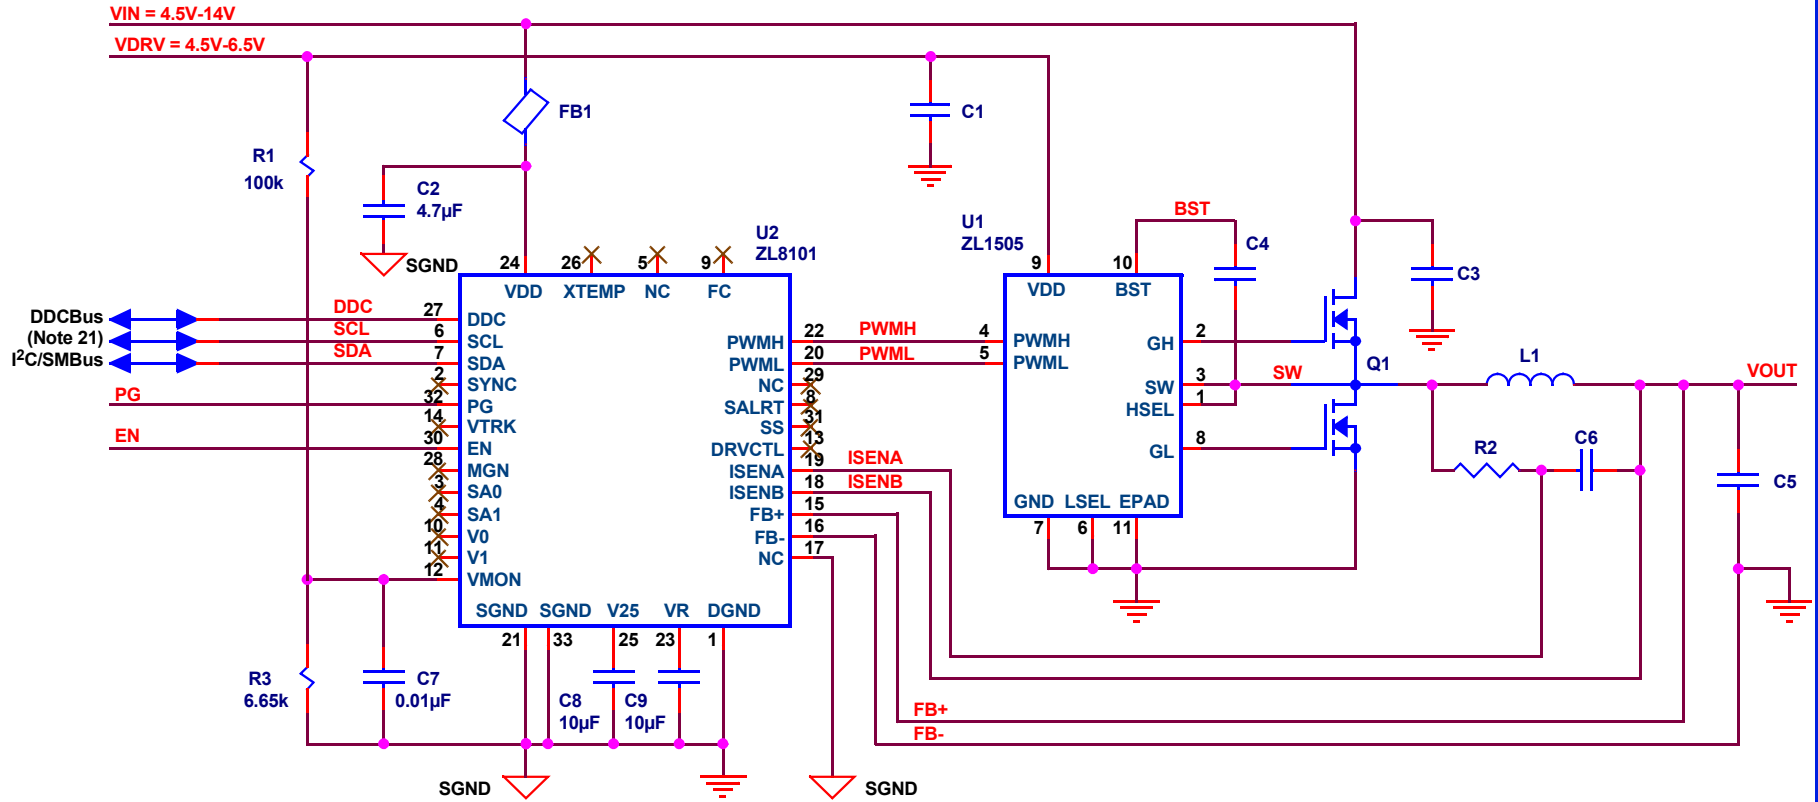 VIN = 4.5V-14V
VDRV = 4.5V-6.5V
FB1
C1
R1
100k
C2
4.7µF
SGND
U2
ZL8101
U1
ZL1505
BST
C4
C3
24
26
5
9
VDD
XTEMP
NC
FC
9
10
VDD
BST
DDCBus
(Note 21)
I²C/SMBus
DDC
SCL
SDA
PG
EN
27
6
7
2
32
14
30
28
3
4
10
11
12
DDC
SCL
SDA
SYNC
PG
VTRK
EN
MGN
SA0
SA1
V0
V1
VMON
PWMH
PWML
NC
SALRT
SS
DRVCTL
ISENA
ISENB
FB+
FB-
NC
22
20
29
8
31
13
19
18
15
16
17
PWMH
PWML
ISENA
ISENB
4
5
PWMH
PWML
GH
SW
HSEL
GL
2
3
1
8
SW
Q1
L1
VOUT
R2
C6
C5
GND
LSEL
EPAD
7
6
11
SGND
SGND
V25
VR
DGND
21
33
25
23
1
R3
6.65k
C7
0.01µF
C8
10µF
C9
10µF
FB+
FB-
SGND
SGND